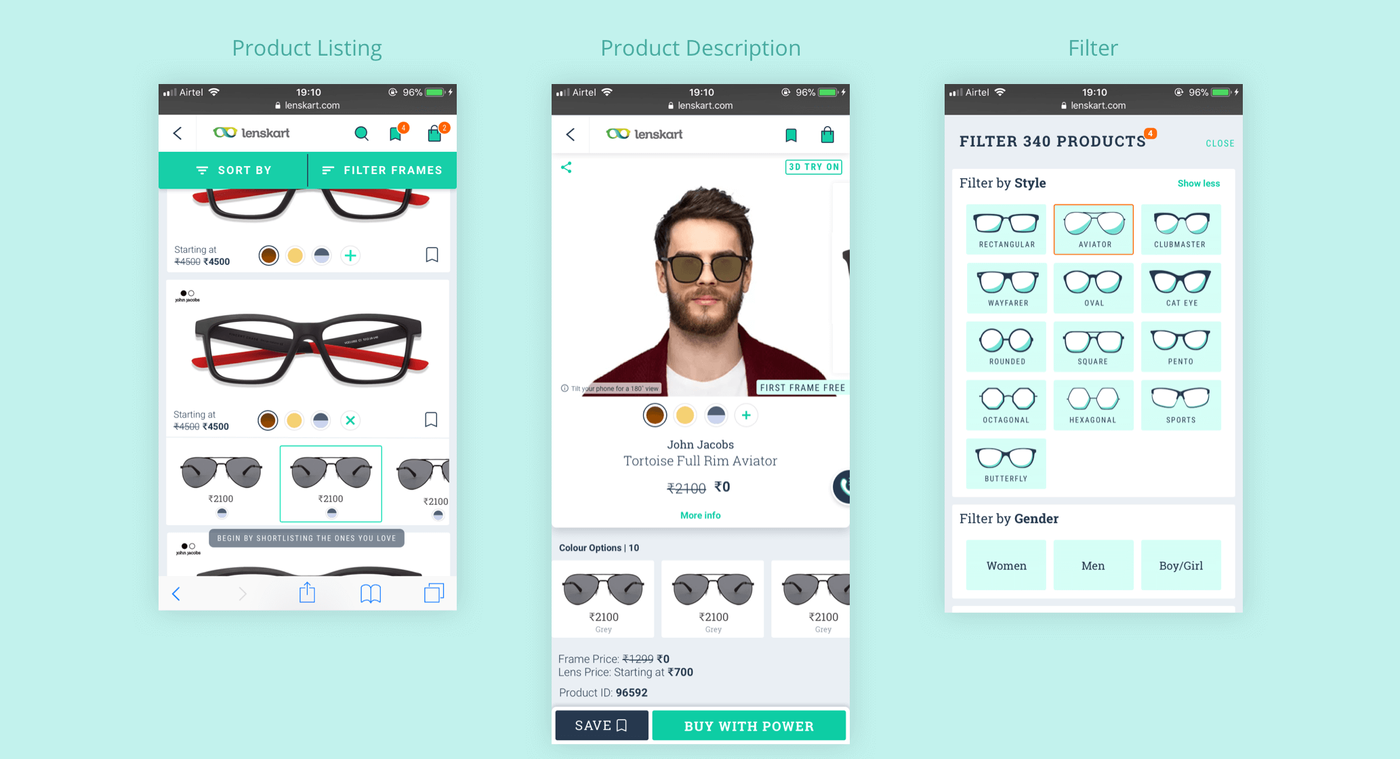 Product Listing
Airtel 19:10 96%
lenskart.com
lenskart 4 2
SORT BY FILTER FRAMES
Starting at
₹4500 ₹4500
john jacobs
Starting at
₹4500 ₹4500
₹2100 ₹2100 ₹2100
BEGIN BY SHORTLISTING THE ONES YOU LOVE
john jacobs
Product Description
Airtel 19:10 96%
lenskart.com
lenskart
3D TRY ON
Tilt your phone for a 180° view
FIRST FRAME FREE
John Jacobs
Tortoise Full Rim Aviator
₹2100 ₹0
More info
Colour Options | 10
₹2100 ₹2100 ₹2100
Grey Grey Grey
Frame Price: ₹1299 ₹0
Lens Price: Starting at ₹700
Product ID: 96592
SAVE BUY WITH POWER
Filter
Airtel 19:10 96%
lenskart.com
FILTER 340 PRODUCTS 4
CLOSE
Filter by Style Show less
RECTANGULAR AVIATOR CLUBMASTER
WAYFARER OVAL CAT EYE
ROUNDED SQUARE PENTO
OCTAGONAL HEXAGONAL SPORTS
BUTTERFLY
Filter by Gender
Women Men Boy/Girl